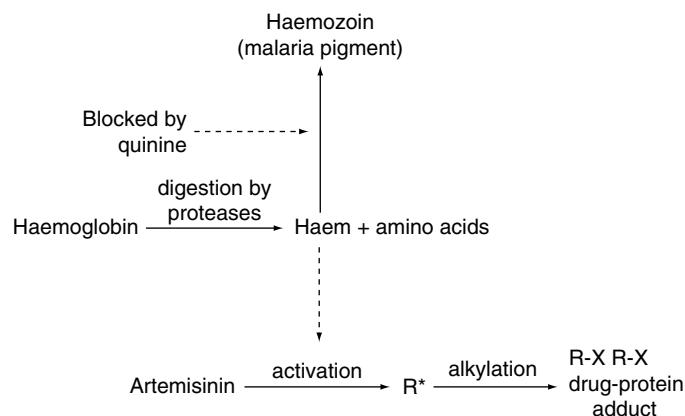 Haemozoin
(malaria pigment)
Blocked by
quinine
digestion by
proteases
Haemoglobin
Haem + amino acids
Artemisinin
activation
R*
alkylation
R-X R-X
drug-protein
adduct